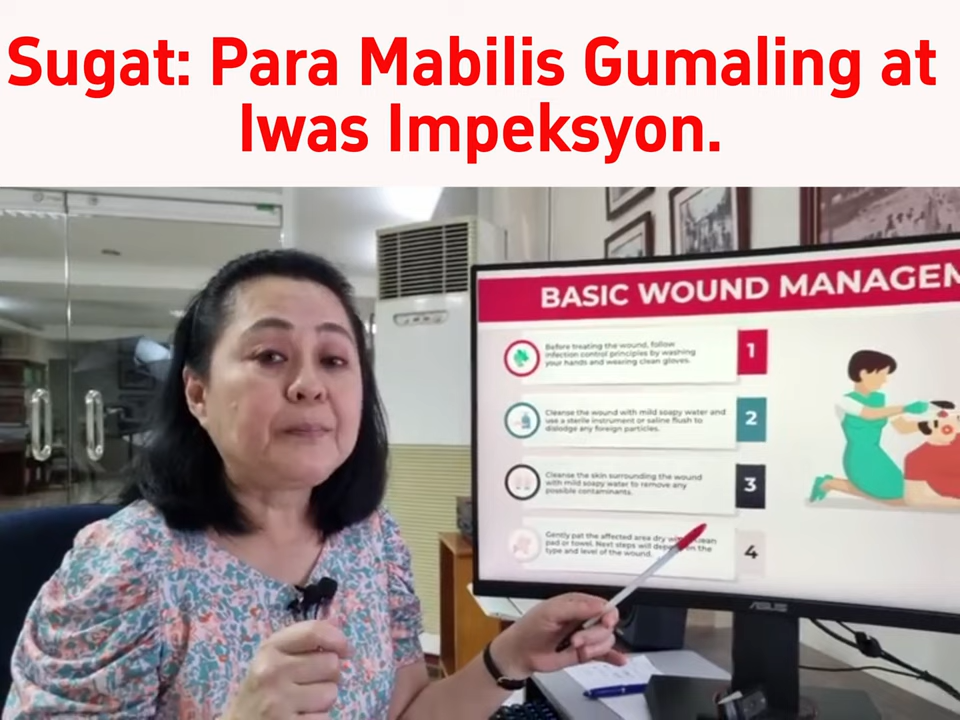 Sugat: Para Mabilis Gumaling at
Iwas Impeksyon.
BASIC WOUND MANAGEM
Before treating the wound, follow
infection control principles by washing
your hands and wearing clean gloves.
1
Cleanse the wound with mild soapy water and
use a sterile instrument or saline flush to
dislodge any foreign particles.
2
Cleanse the skin surrounding the wound
with mild soapy water to remove any
possible contaminants.
3
Gently pat the affected area dry clean
pad or towel. Next steps will on the
type and level of the wound.
4
ASUS